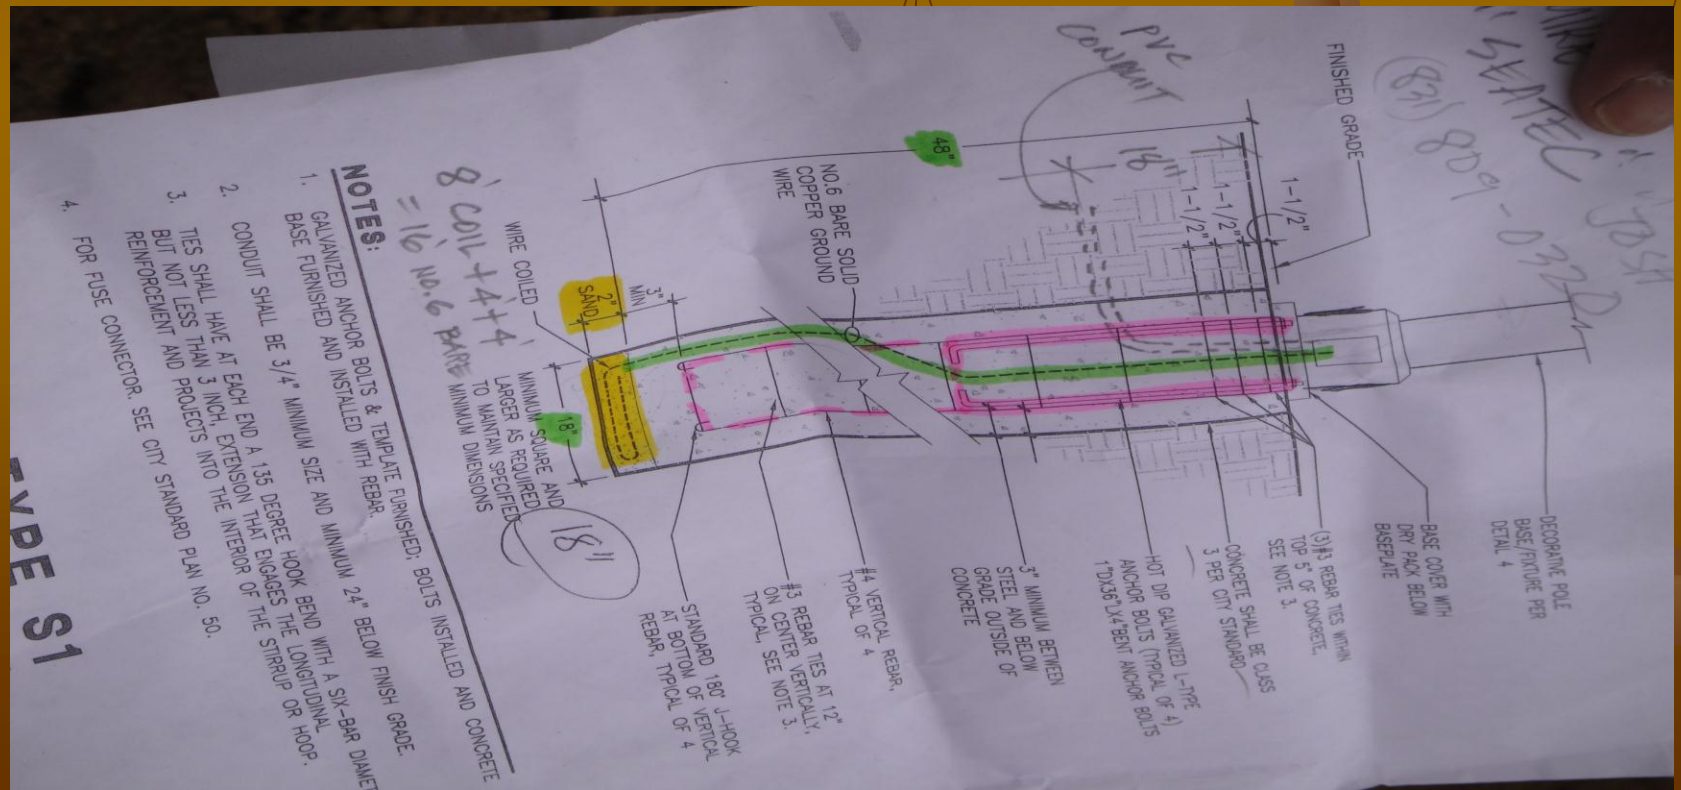 SEATEC
(831) 809-0320
JOSH
PVC
CONDUIT
FINISHED GRADE
1-1/2"
1-1/2"
1-1/2"
18"
48"
NO.6 BARE SOLID
COPPER GROUND
WIRE
WIRE COILED
3"
MIN
2"
SAND
18"
8' COIL + 4' + 4'
= 16' NO.6 BARE
MINIMUM SQUARE AND
LARGER AS REQUIRED
TO MAINTAIN SPECIFIED
MINIMUM DIMENSIONS
18"
DECORATIVE POLE
BASE/FIXTURE PER
DETAIL 4
BASE COVER WITH
DRY PACK BELOW
BASEPLATE
(3)#3 REBAR TIES WITHIN
TOP 5" OF CONCRETE,
SEE NOTE 3.
CONCRETE SHALL BE CLASS
3 PER CITY STANDARD
HOT DIP GALVANIZED L-TYPE
ANCHOR BOLTS (TYPICAL OF 4)
1"DX36"LX4"BENT ANCHOR BOLTS
3" MINIMUM BETWEEN
STEEL AND BELOW
GRADE OUTSIDE OF
CONCRETE
#4 VERTICAL REBAR,
TYPICAL OF 4
#3 REBAR TIES AT 12"
ON CENTER VERTICALLY,
TYPICAL, SEE NOTE 3.
STANDARD 180° J-HOOK
AT BOTTOM OF VERTICAL
REBAR, TYPICAL OF 4
NOTES:
1. GALVANIZED ANCHOR BOLTS & TEMPLATE FURNISHED; BOLTS INSTALLED AND CONCRETE
BASE FURNISHED AND INSTALLED WITH REBAR.
2. CONDUIT SHALL BE 3/4" MINIMUM SIZE AND MINIMUM 24" BELOW FINISH GRADE.
3. TIES SHALL HAVE AT EACH END A 135 DEGREE HOOK BEND WITH A SIX-BAR DIAMET
BUT NOT LESS THAN 3 INCH, EXTENSION THAT ENGAGES THE LONGITUDINAL
REINFORCEMENT AND PROJECTS INTO THE INTERIOR OF THE STIRRUP OR HOOP.
4. FOR FUSE CONNECTOR. SEE CITY STANDARD PLAN NO. 50.
TYPE S1